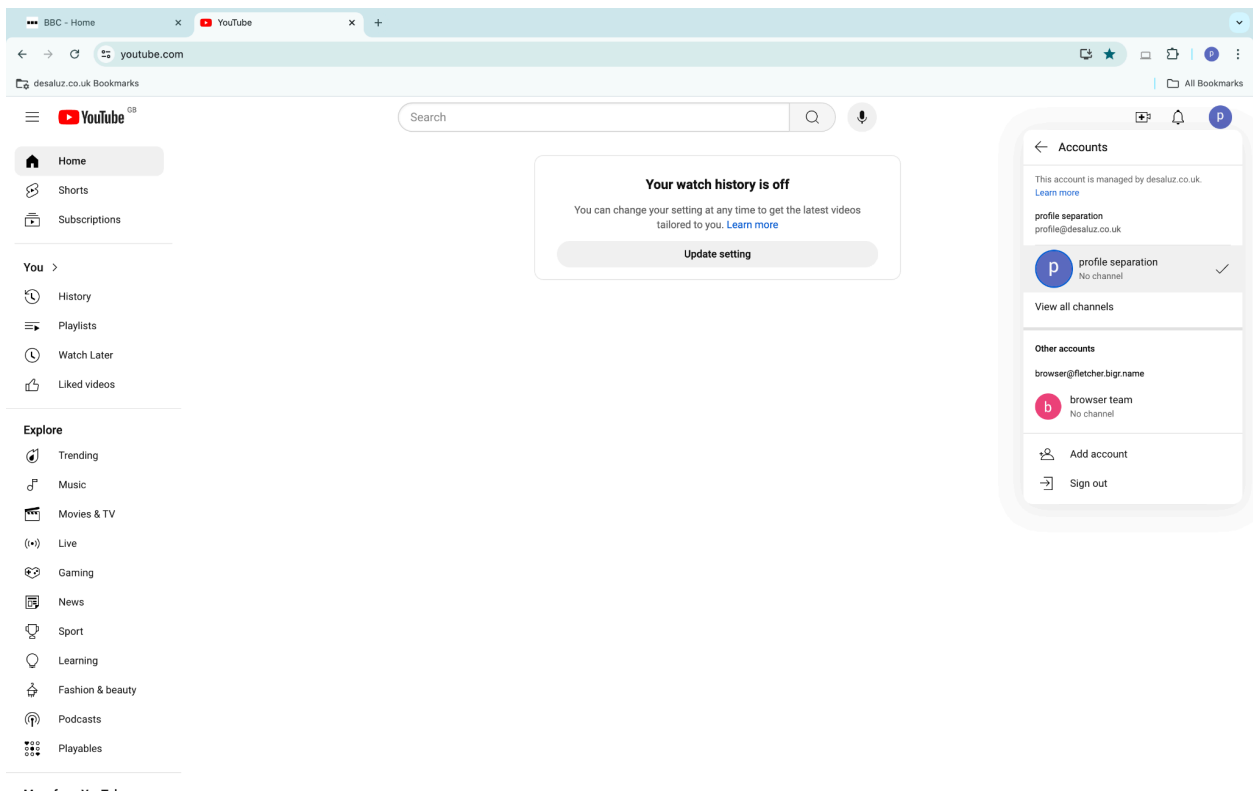 BBC - Home
YouTube
youtube.com
desaluz.co.uk Bookmarks
All Bookmarks
YouTube GB
Search
P
Home
Shorts
Subscriptions
You
History
Playlists
Watch Later
Liked videos
Explore
Trending
Music
Movies & TV
Live
Gaming
News
Sport
Learning
Fashion & beauty
Podcasts
Playables
Your watch history is off
You can change your setting at any time to get the latest videos
tailored to you. Learn more
Update setting
Accounts
This account is managed by desaluz.co.uk.
Learn more
profile separation
profile@desaluz.co.uk
p
profile separation
No channel
View all channels
Other accounts
browser@fletcher.bigr.name
b
browser team
No channel
Add account
Sign out